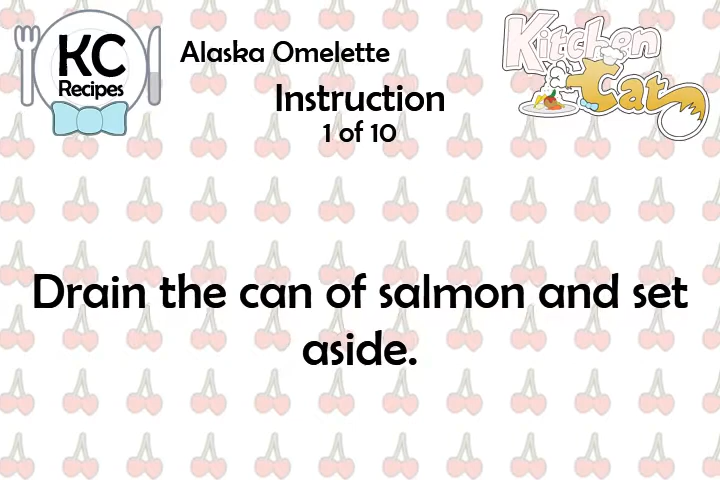 KC
Recipes
Alaska Omelette
Instruction
1 of 10
Kitchen
Cat
Drain the can of salmon and set
aside.